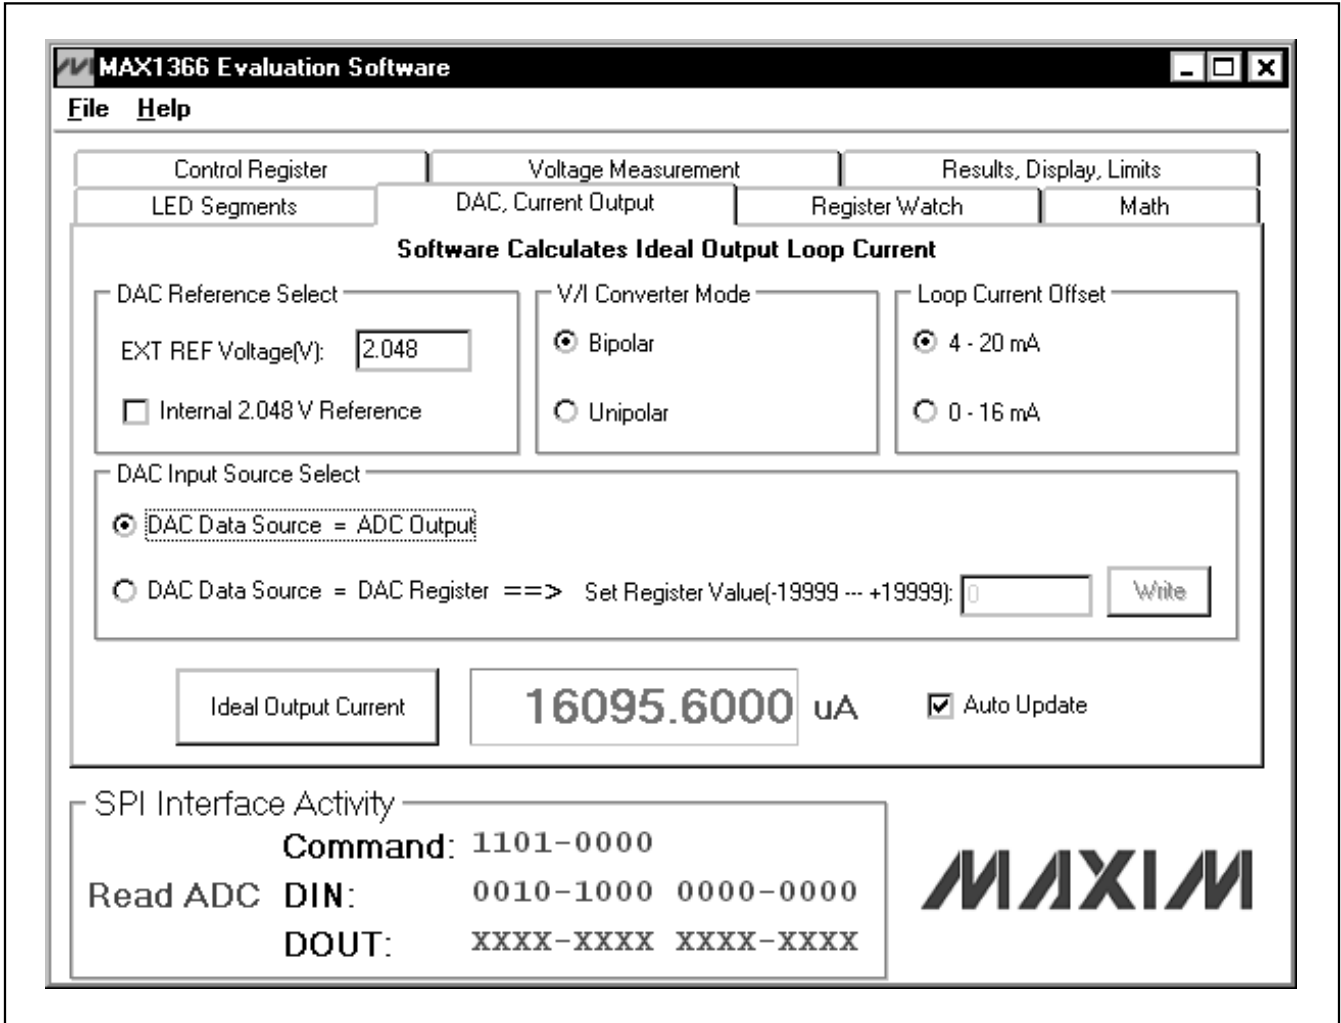 MAX1366 Evaluation Software
File Help
Control Register Voltage Measurement Results, Display, Limits
LED Segments DAC, Current Output Register Watch Math
Software Calculates Ideal Output Loop Current
DAC Reference Select V/I Converter Mode Loop Current Offset
EXT REF Voltage(V): 2.048 Bipolar 4 - 20 mA
Internal 2.048 V Reference Unipolar 0 - 16 mA
DAC Input Source Select
DAC Data Source = ADC Output
DAC Data Source = DAC Register ==> Set Register Value(-19999 --- +19999): 0 Write
Ideal Output Current 16095.6000 uA Auto Update
SPI Interface Activity
Command: 1101-0000
Read ADC DIN: 0010-1000 0000-0000
DOUT: XXXX-XXXX XXXX-XXXX
MAXIM